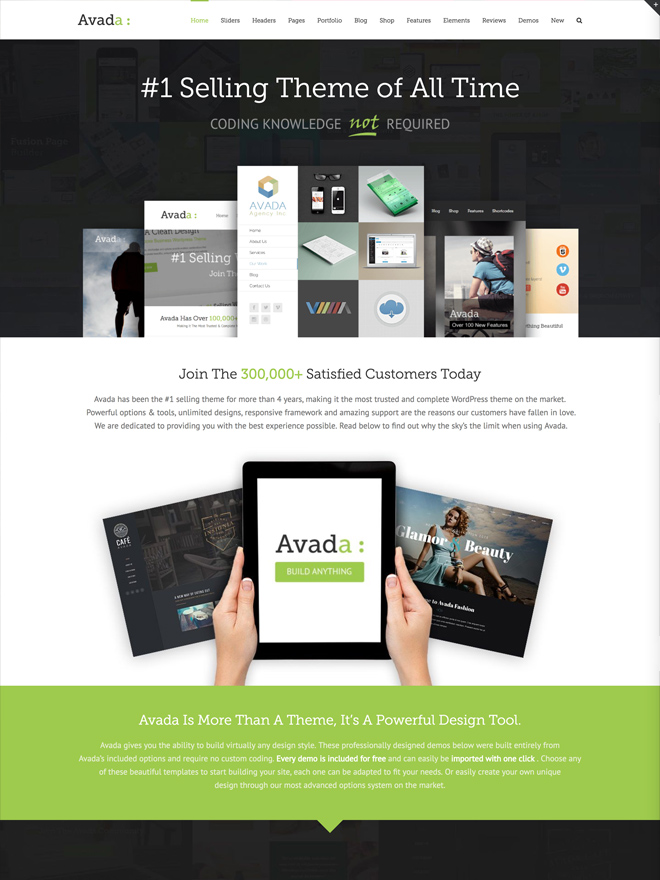 Avada :
Home Sliders Headers Pages Portfolio Blog Shop Features Elements Reviews Demos New
#1 Selling Theme of All Time
CODING KNOWLEDGE not REQUIRED
AVADA
Agency Inc
Home
About Us
Services
Our Work
Blog
Contact Us
Avada
Avada : Home
A Clean Design
#1 Selling
Join The
Avada Has Over 100,000+
Blog Shop Features Shortcodes
Avada
Over 100 New Features
thing Beautiful
Join The 300,000+ Satisfied Customers Today
Avada has been the #1 selling theme for more than 4 years, making it the most trusted and complete WordPress theme on the market.
Powerful options & tools, unlimited designs, responsive framework and amazing support are the reasons our customers have fallen in love.
We are dedicated to providing you with the best experience possible. Read below to find out why the sky's the limit when using Avada.
CAFÉ
Avada :
BUILD ANYTHING
Glamor & Beauty
to Avada Fashion
Avada Is More Than A Theme, It's A Powerful Design Tool.
Avada gives you the ability to build virtually any design style. These professionally designed demos below were built entirely from
Avada's included options and require no custom coding. Every demo is included for free and can easily be imported with one click . Choose any
of these beautiful templates to start building your site, each one can be adapted to fit your needs. Or easily create your own unique
design through our most advanced options system on the market.